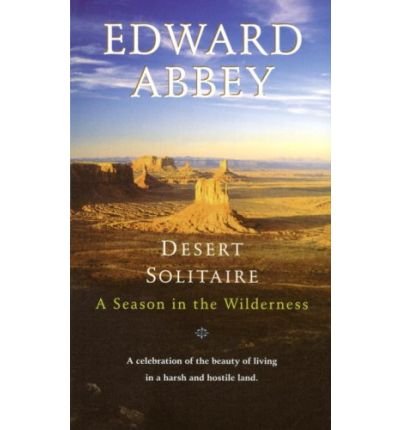 EDWARD
ABBEY
DESERT
SOLITAIRE
A Season in the Wilderness
A celebration of the beauty of living
in a harsh and hostile land.